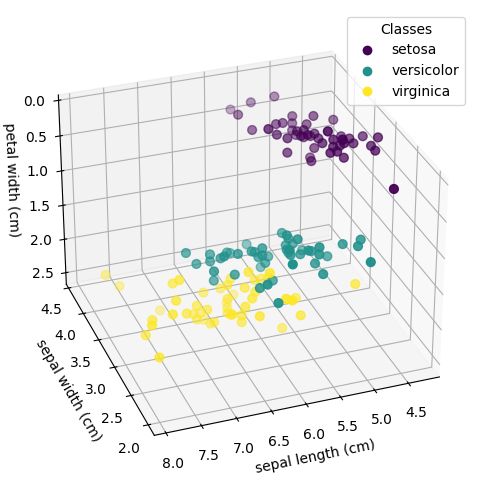 Classes
setosa
versicolor
virginica
petal width (cm)
0.0
0.5
1.0
1.5
2.0
2.5
sepal width (cm)
4.5
4.0
3.5
3.0
2.5
2.0
8.0
7.5
7.0
6.5
6.0
5.5
5.0
4.5
sepal length (cm)